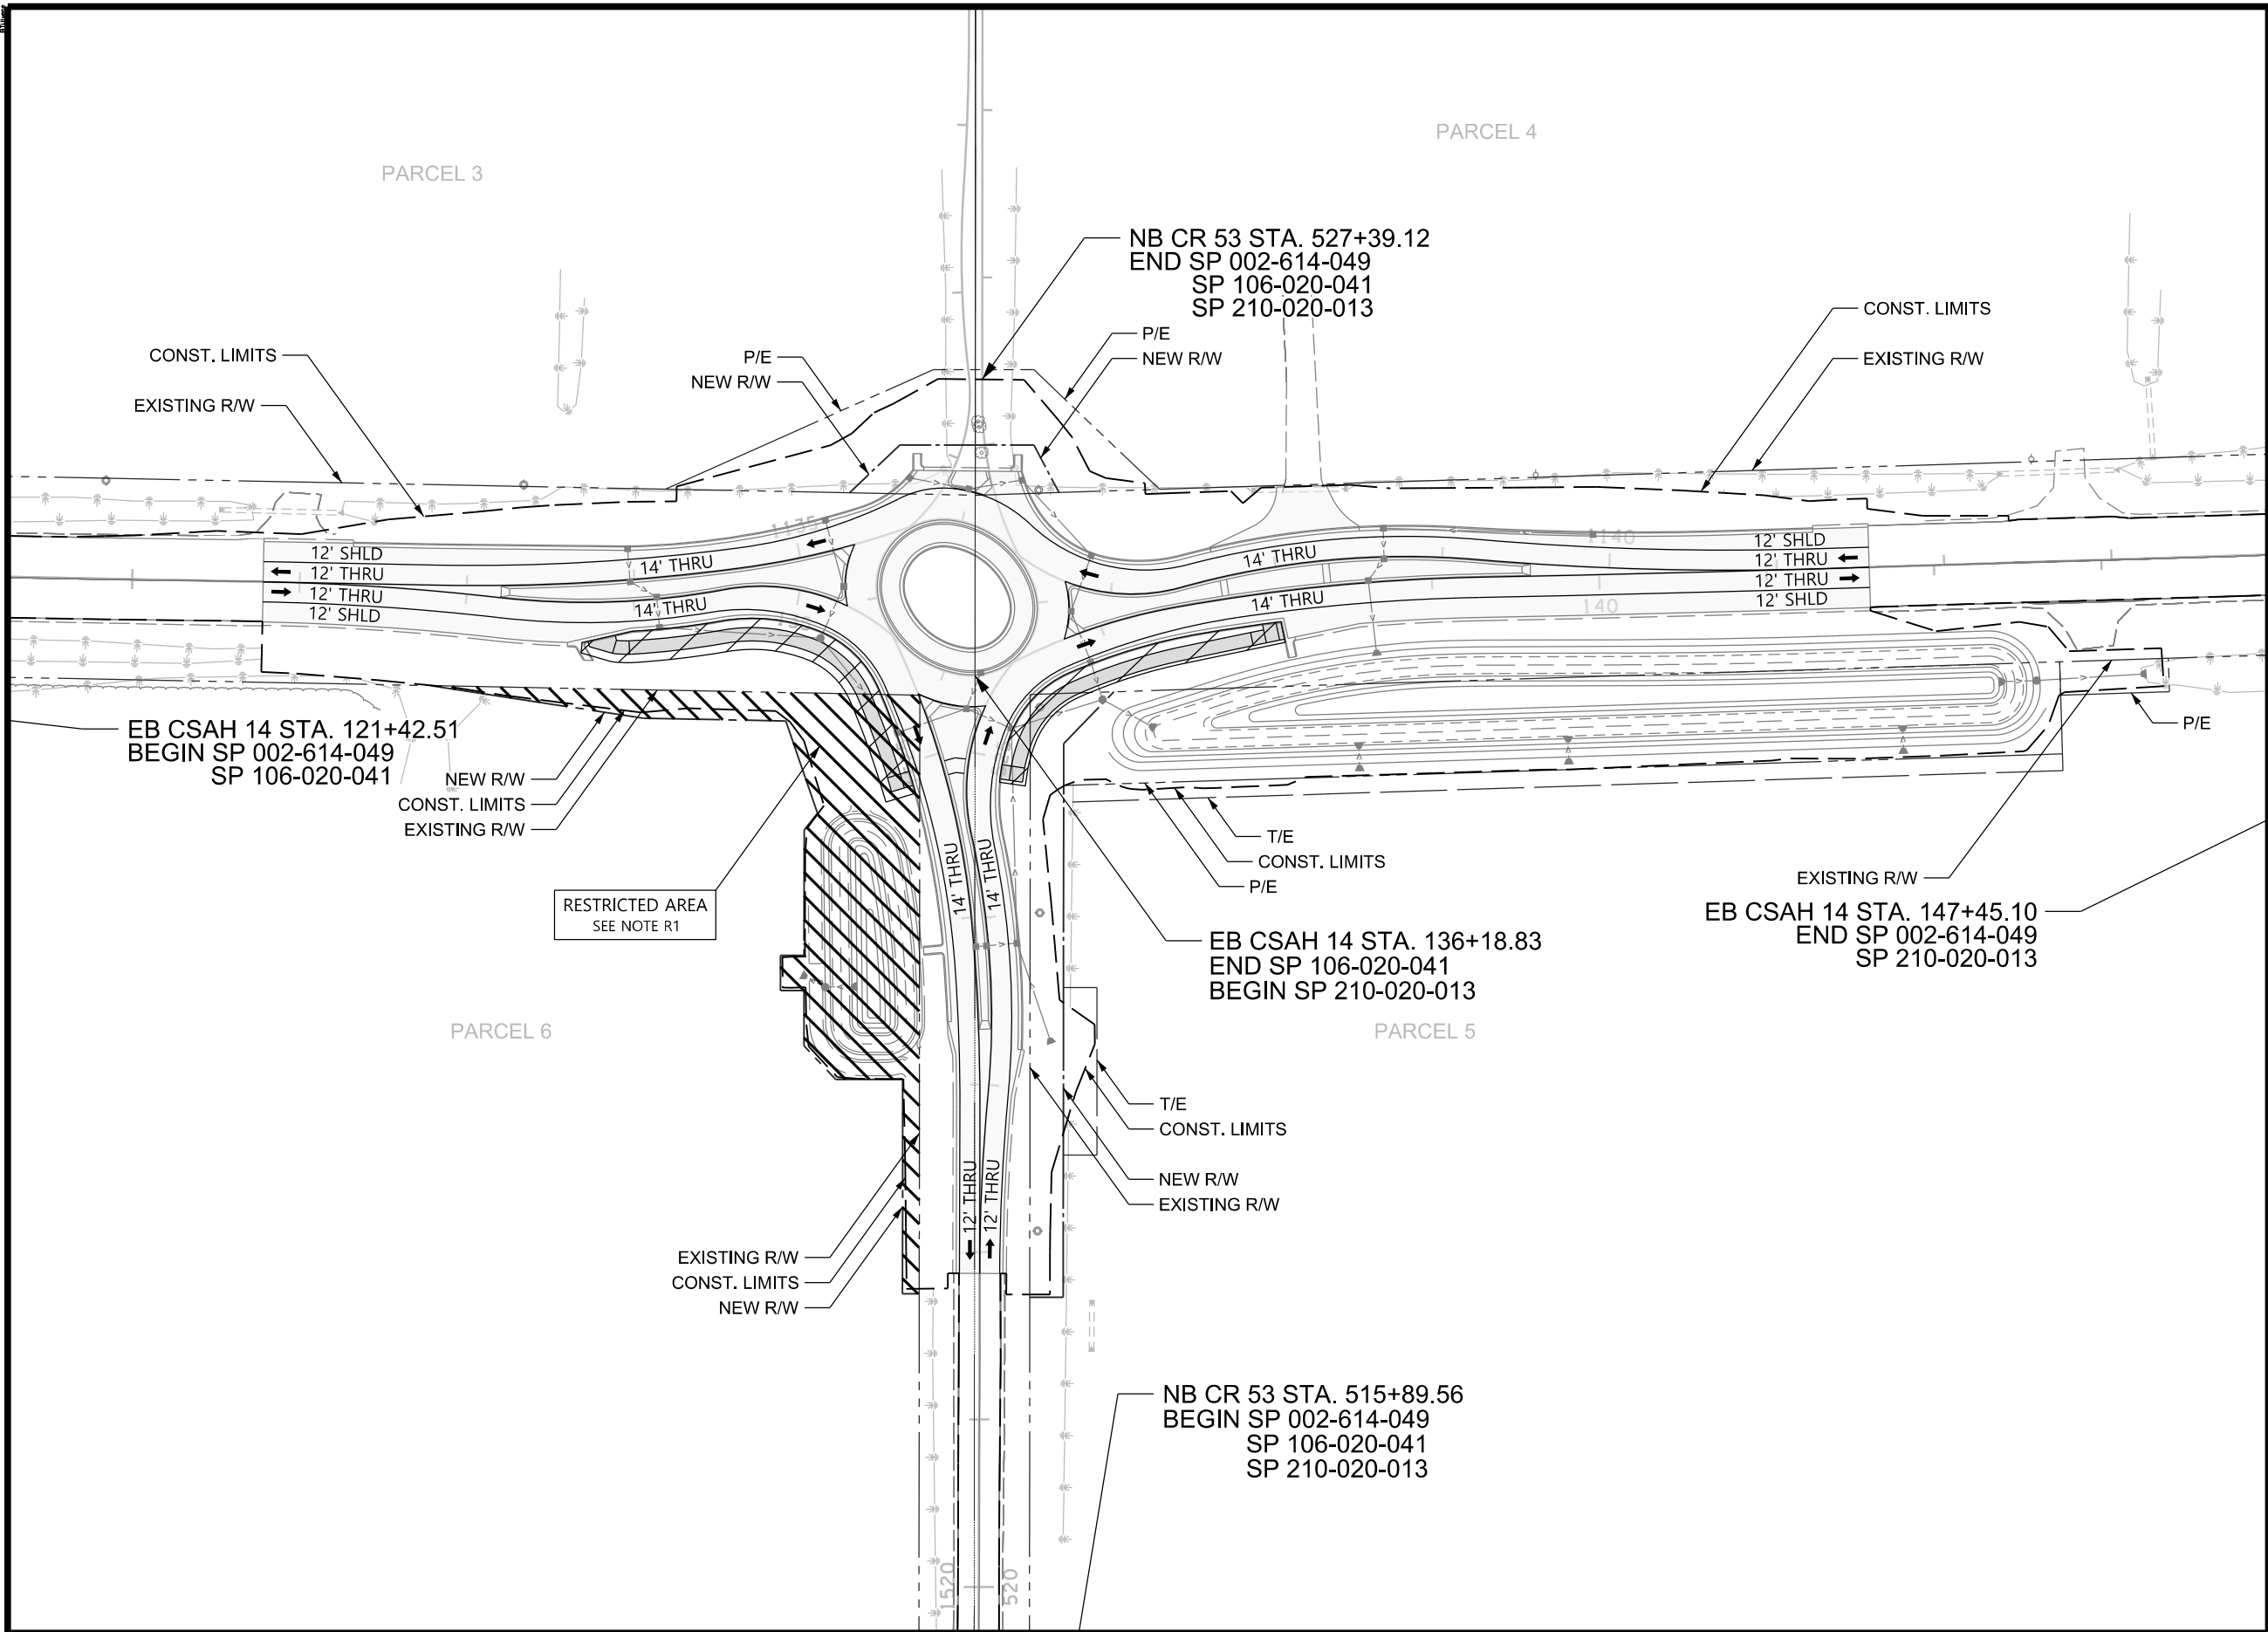 PARCEL 4
PARCEL 3
NB CR 53 STA. 527+39.12
END SP 002-614-049
SP 106-020-041
SP 210-020-013
CONST. LIMITS
EXISTING R/W
P/E
NEW R/W
P/E
NEW R/W
CONST. LIMITS
EXISTING R/W
1135
1140
12' SHLD
12' THRU
12' THRU
12' SHLD
14' THRU
14' THRU
14' THRU
14' THRU
12' SHLD
12' THRU
12' THRU
12' SHLD
140
EB CSAH 14 STA. 121+42.51
BEGIN SP 002-614-049
SP 106-020-041
NEW R/W
CONST. LIMITS
EXISTING R/W
P/E
T/E
CONST. LIMITS
P/E
RESTRICTED AREA
SEE NOTE R1
14' THRU
14' THRU
EXISTING R/W
EB CSAH 14 STA. 147+45.10
END SP 002-614-049
SP 210-020-013
EB CSAH 14 STA. 136+18.83
END SP 106-020-041
BEGIN SP 210-020-013
PARCEL 6
PARCEL 5
T/E
CONST. LIMITS
NEW R/W
EXISTING R/W
12' THRU
12' THRU
EXISTING R/W
CONST. LIMITS
NEW R/W
NB CR 53 STA. 515+89.56
BEGIN SP 002-614-049
SP 106-020-041
SP 210-020-013
1520
520